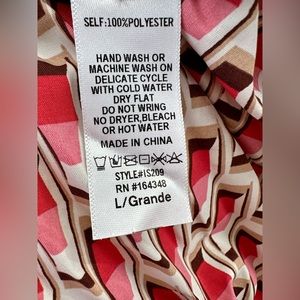 SELF:100%POLYESTER
HAND WASH OR
MACHINE WASH ON
DELICATE CYCLE
WITH COLD WATER
DRY FLAT
DO NOT WRING
NO DRYER,BLEACH
OR HOT WATER
MADE IN CHINA
STYLE#IS209
RN #164348
L/Grande